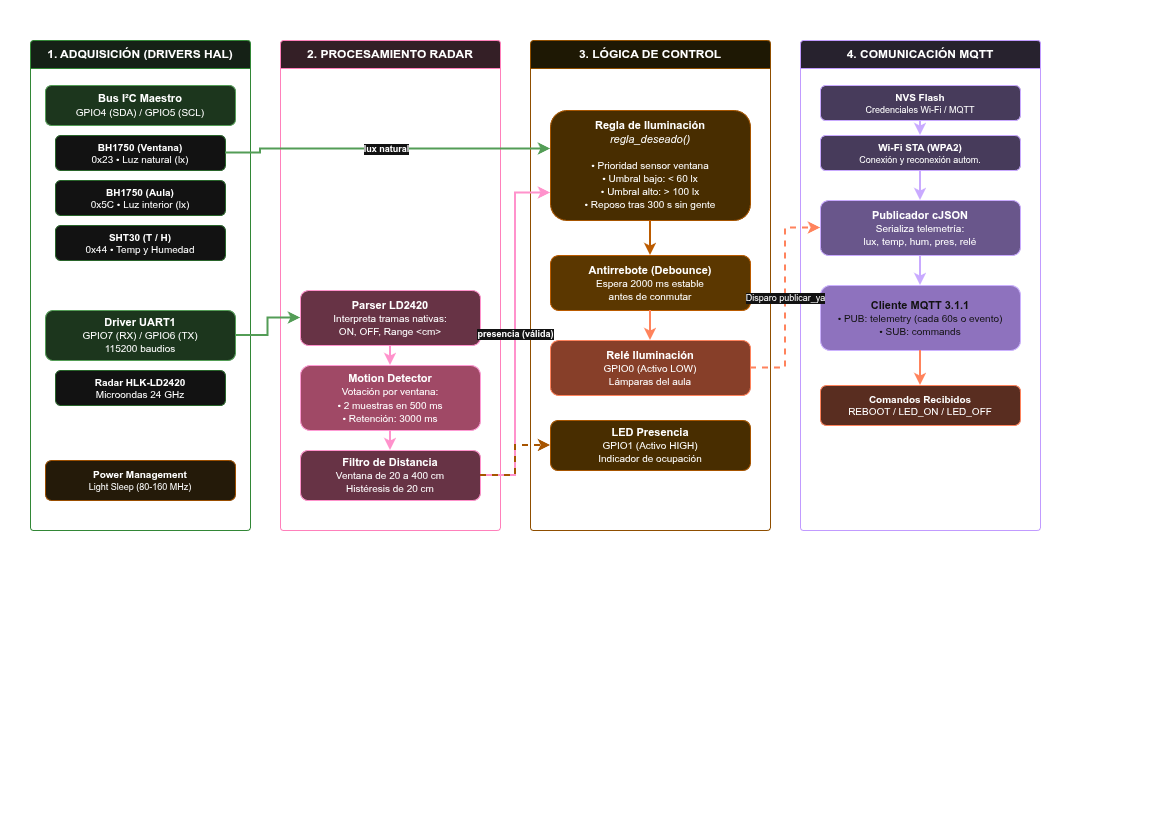 1. ADQUISICIÓN (DRIVERS HAL)
Bus I²C Maestro
GPIO4 (SDA) / GPIO5 (SCL)
BH1750 (Ventana)
0x23 • Luz natural (lx)
BH1750 (Aula)
0x5C • Luz interior (lx)
SHT30 (T / H)
0x44 • Temp y Humedad
Driver UART1
GPIO7 (RX) / GPIO6 (TX)
115200 baudios
Radar HLK-LD2420
Microondas 24 GHz
Power Management
Light Sleep (80-160 MHz)
2. PROCESAMIENTO RADAR
lux natural
Parser LD2420
Interpreta tramas nativas:
ON, OFF, Range <cm>
presencia (válida)
Motion Detector
Votación por ventana:
• 2 muestras en 500 ms
• Retención: 3000 ms
Filtro de Distancia
Ventana de 20 a 400 cm
Histéresis de 20 cm
3. LÓGICA DE CONTROL
Regla de Iluminación
regla_deseado()
• Prioridad sensor ventana
• Umbral bajo: < 60 lx
• Umbral alto: > 100 lx
• Reposo tras 300 s sin gente
Antirrebote (Debounce)
Espera 2000 ms estable
antes de conmutar
Relé Iluminación
GPIO0 (Activo LOW)
Lámparas del aula
LED Presencia
GPIO1 (Activo HIGH)
Indicador de ocupación
Disparo publicar_ya
4. COMUNICACIÓN MQTT
NVS Flash
Credenciales Wi-Fi / MQTT
Wi-Fi STA (WPA2)
Conexión y reconexión autom.
Publicador cJSON
Serializa telemetría:
lux, temp, hum, pres, relé
Cliente MQTT 3.1.1
• PUB: telemetry (cada 60s o evento)
• SUB: commands
Comandos Recibidos
REBOOT / LED_ON / LED_OFF